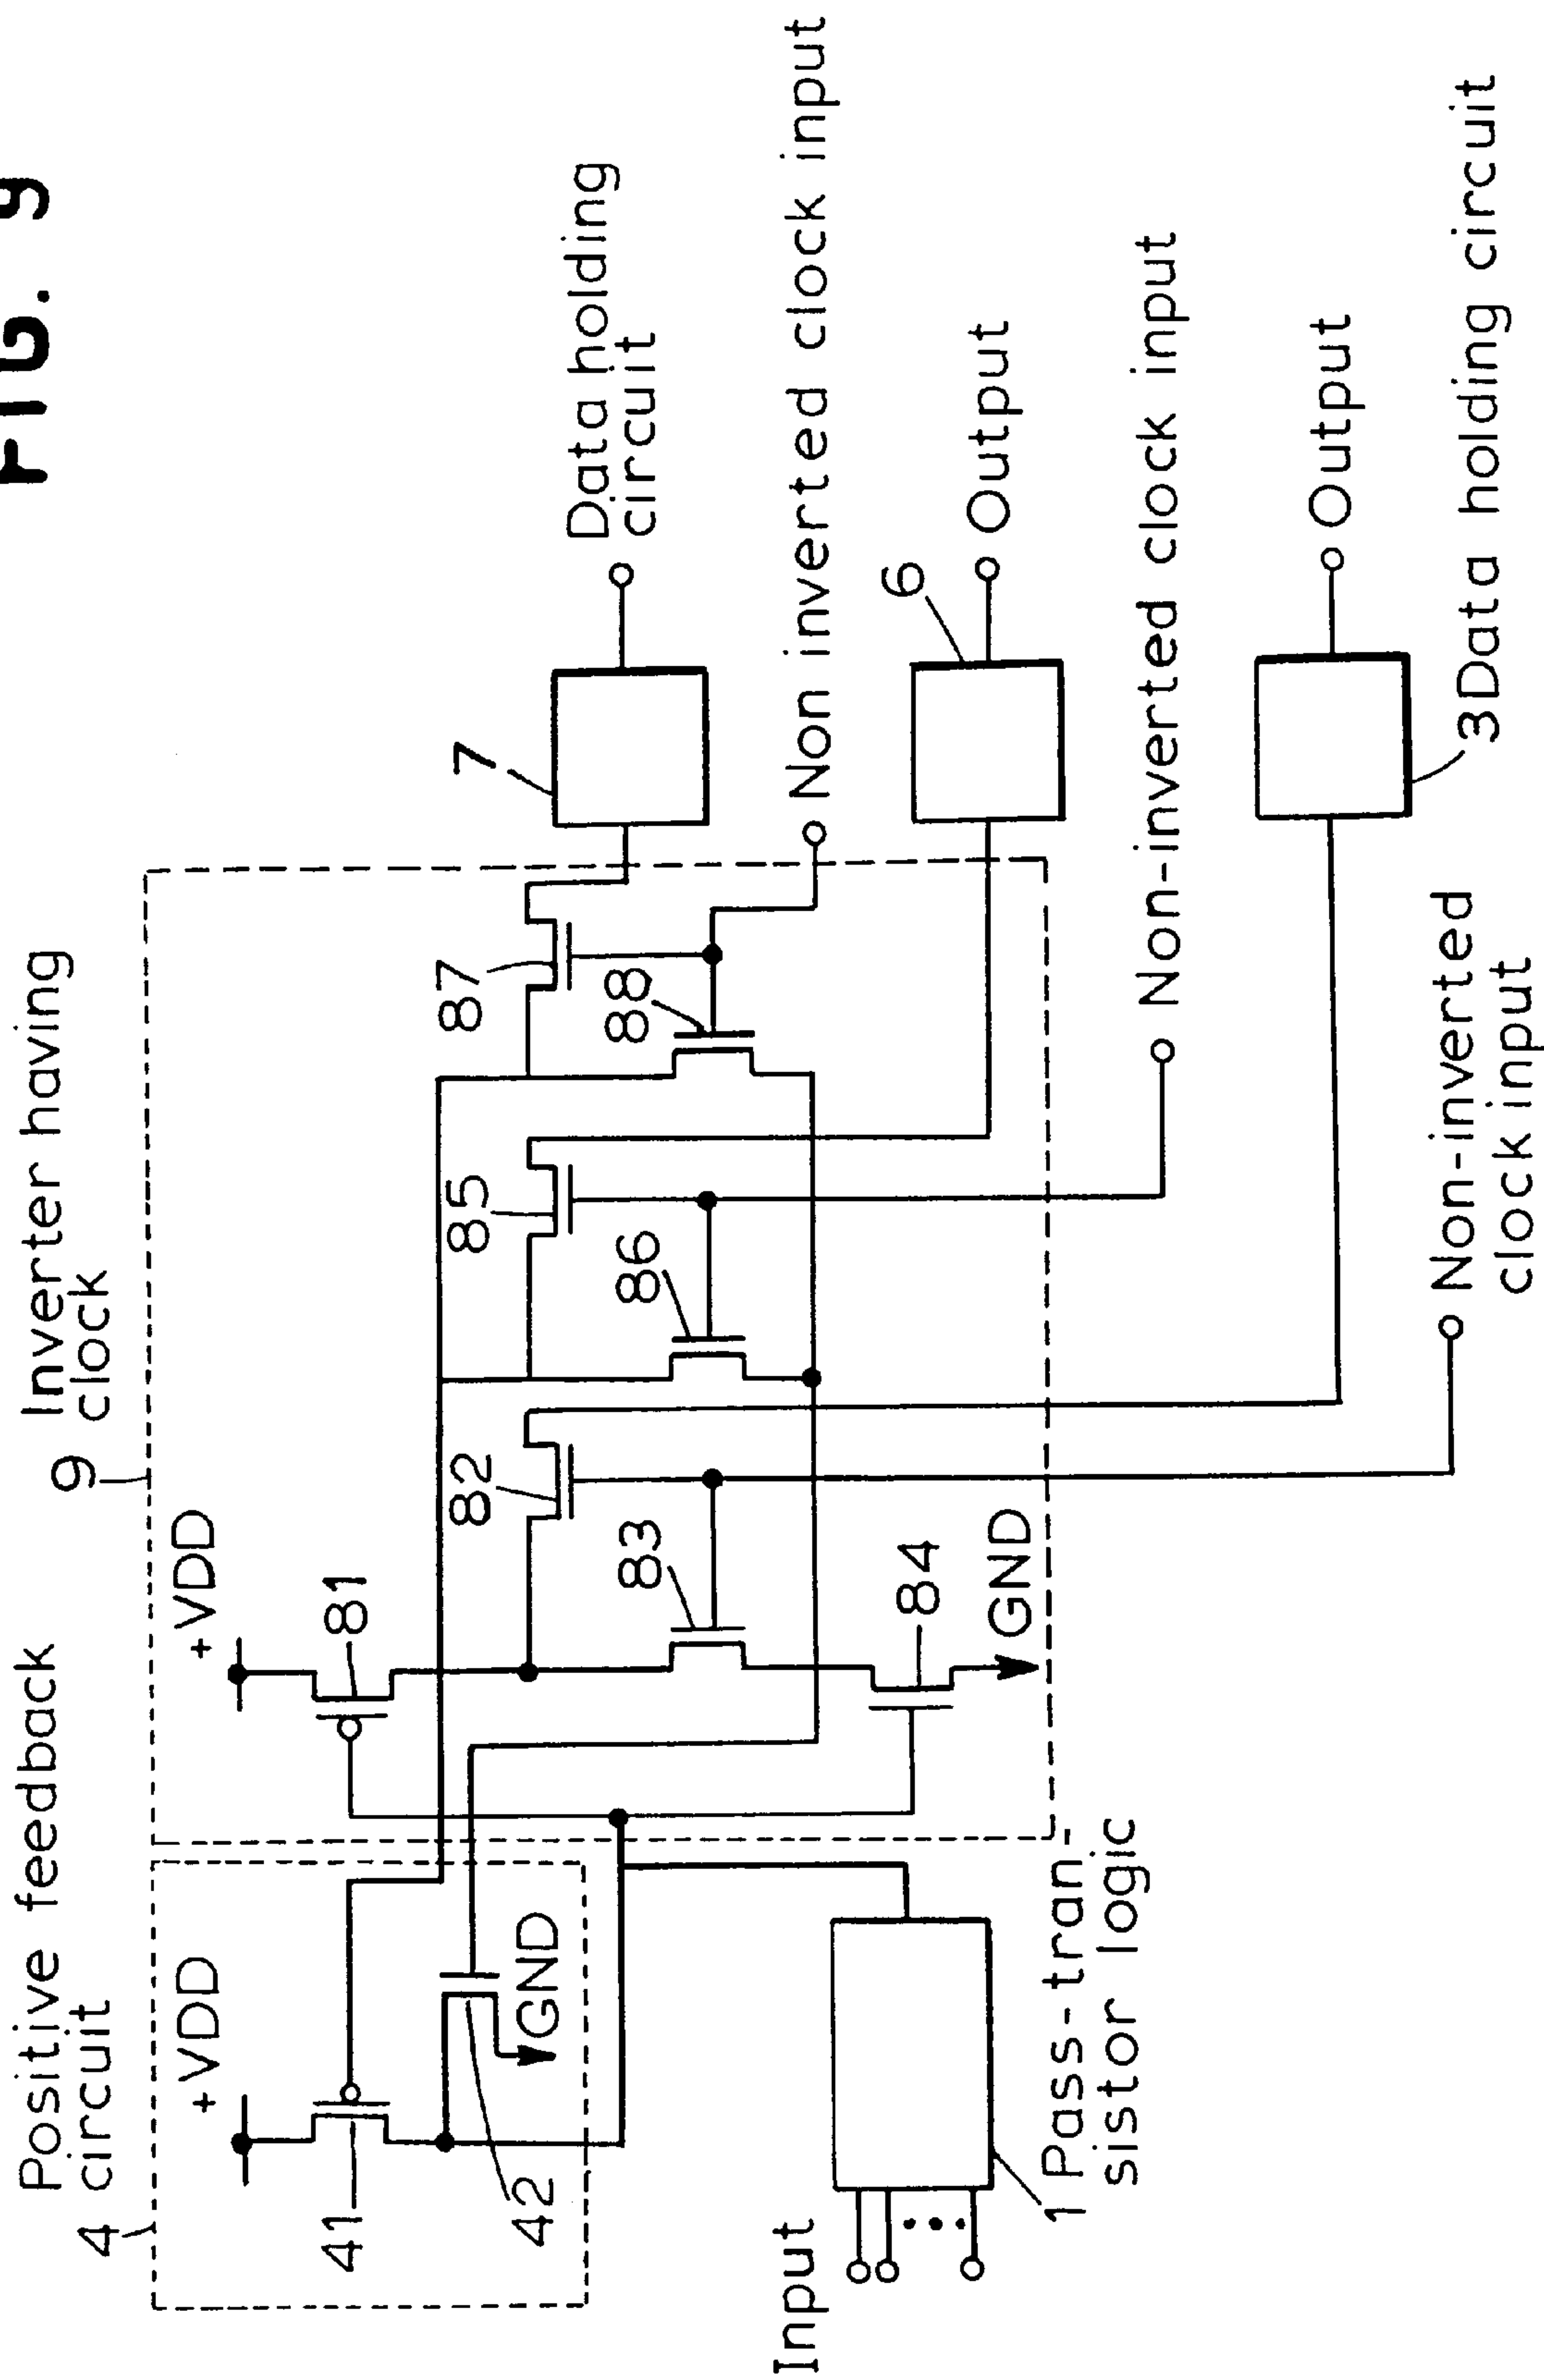 FIG. 9
Positive feedback
4 circuit
Inverter having
9 clock
+VDD
+VDD
41
81
42
GND
82
83
84
GND
85
86
87
88
7
Data holding
circuit
Non inverted clock input
6
Output
Non-inverted clock input
Output
3 Data holding circuit
Non-inverted
clock input
Input
1 Pass-tran-
sistor logic